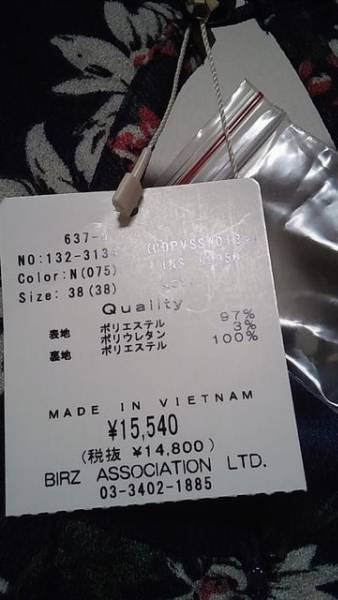 NO:132-313
Color:N(075)
Size: 38(38)
Quality
表地 ポリエステル 97%
ポリウレタン 3%
裏地 ポリエステル 100%
MADE IN VIETNAM
¥15,540
(税抜 ¥14,800)
BIRZ ASSOCIATION LTD.
03-3402-1885